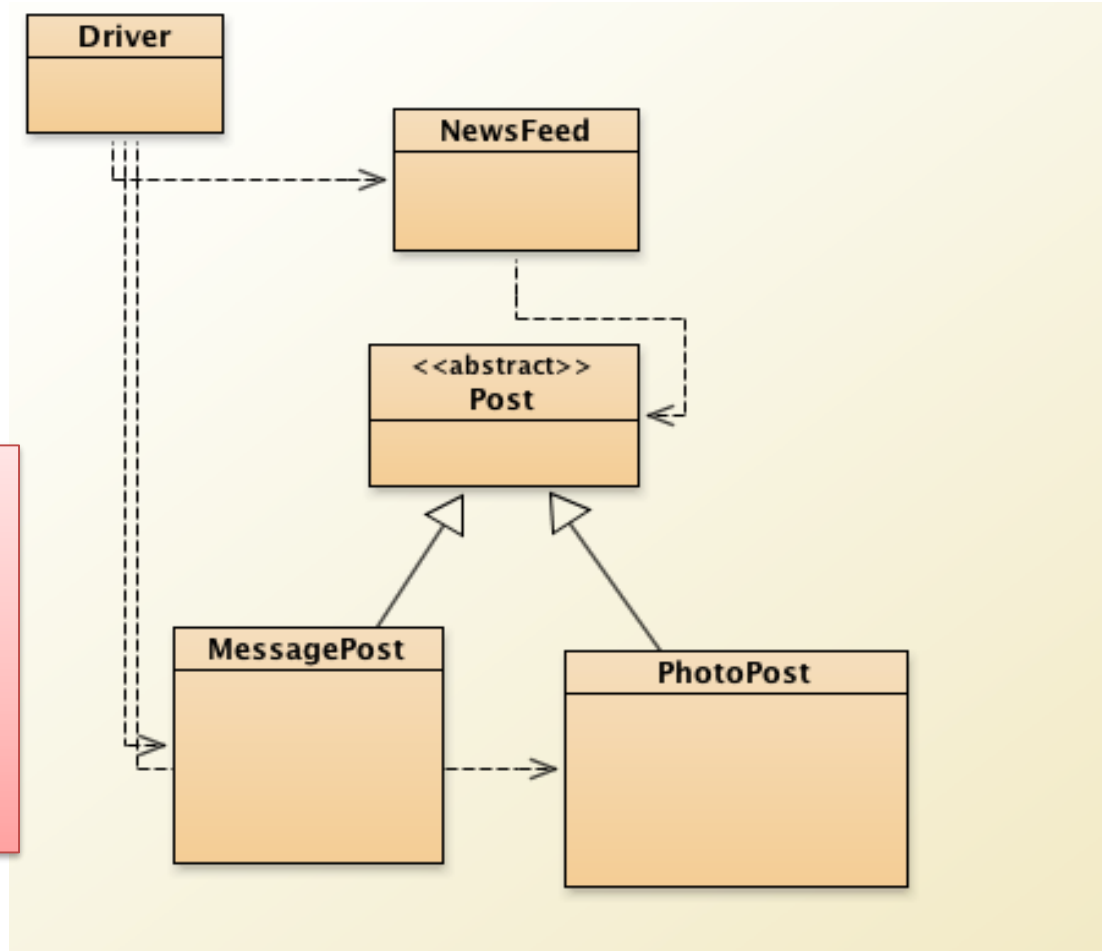 Driver
NewsFeed
<<abstract>>
Post
MessagePost
PhotoPost